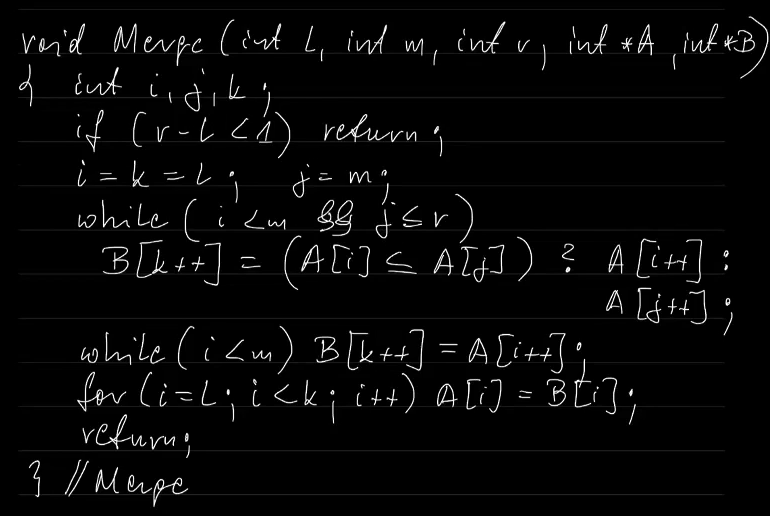 void Merge (int L, int m, int r, int *A, int *B)
{ int i, j, k;
if (r-L <1) return;
i = k = L; j = m;
while (i <m && j ≤ r)
B[k++] = (A[i] ≤ A[j]) ? A[i++] :
A[j++];
while (i<m) B[k++] = A[i++];
for (i=L; i<k; i++) A[i] = B[i];
return;
} //Merge